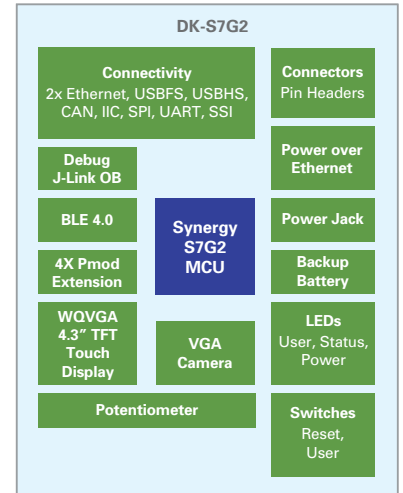 DK-S7G2
Connectivity
2x Ethernet, USBFS, USBHS,
CAN, IIC, SPI, UART, SSI
Connectors
Pin Headers
Debug
J-Link OB
Power over
Ethernet
BLE 4.0
Synergy
S7G2
MCU
Power Jack
4X Pmod
Extension
Backup
Battery
WQVGA
4.3” TFT
Touch
Display
VGA
Camera
LEDs
User, Status,
Power
Potentiometer
Switches
Reset,
User